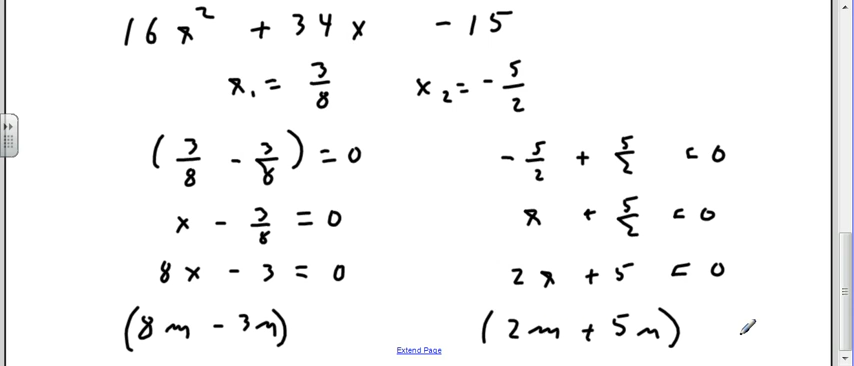 16x² + 34x - 15
x₁ = 3/8 x₂ = - 5/2
(3/8 - 3/8) = 0 - 5/2 + 5/2 = 0
x - 3/8 = 0 x + 5/2 = 0
8x - 3 = 0 2x + 5 = 0
(8m - 3n) (2m + 5n)
Extend Page